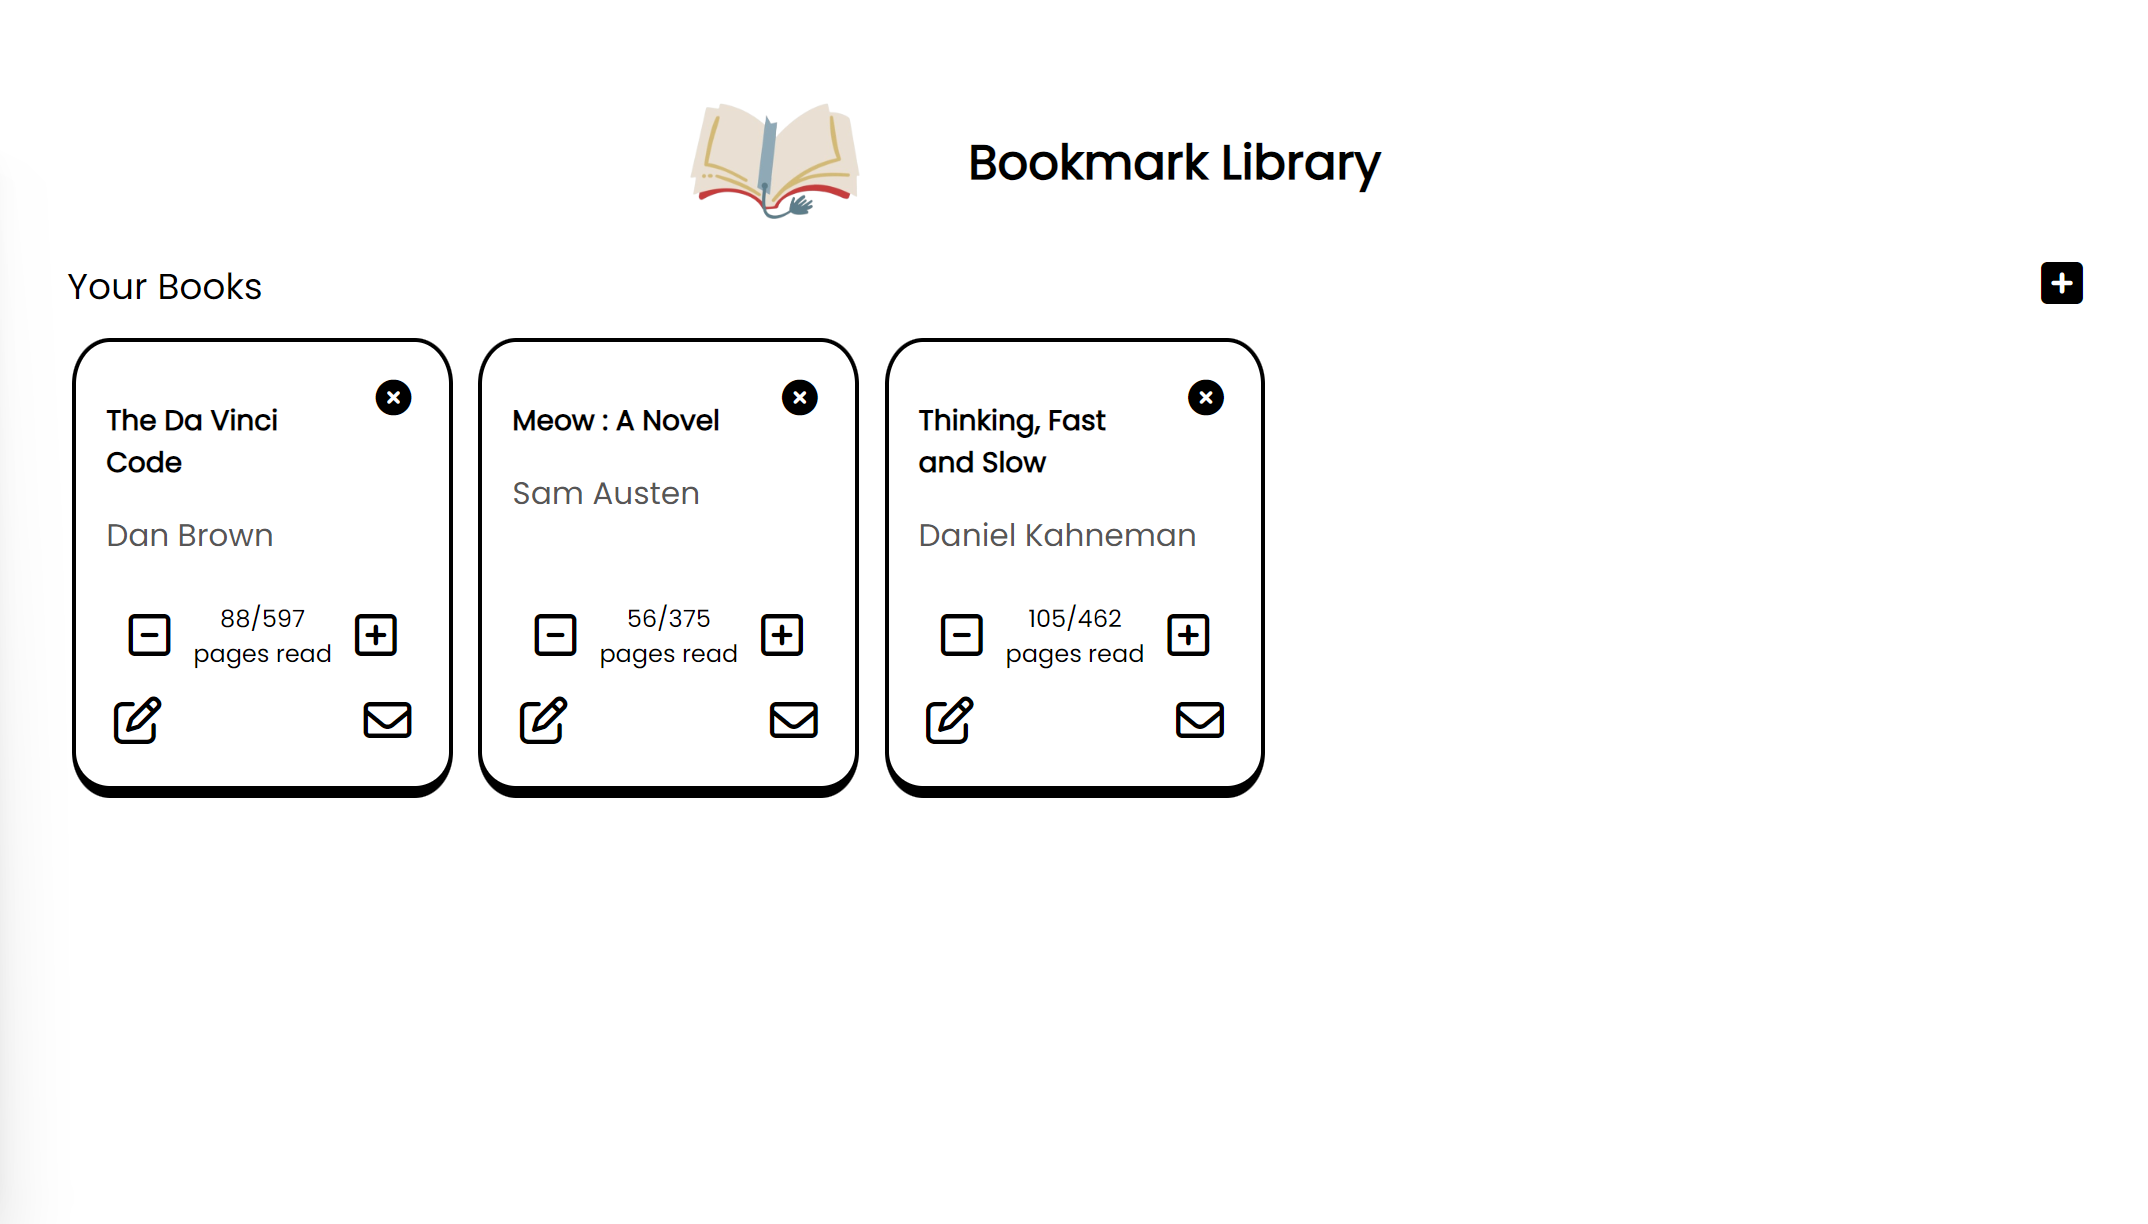 Bookmark Library
Your Books
The Da Vinci
Code
Dan Brown
88/597
pages read
Meow : A Novel
Sam Austen
56/375
pages read
Thinking, Fast
and Slow
Daniel Kahneman
105/462
pages read